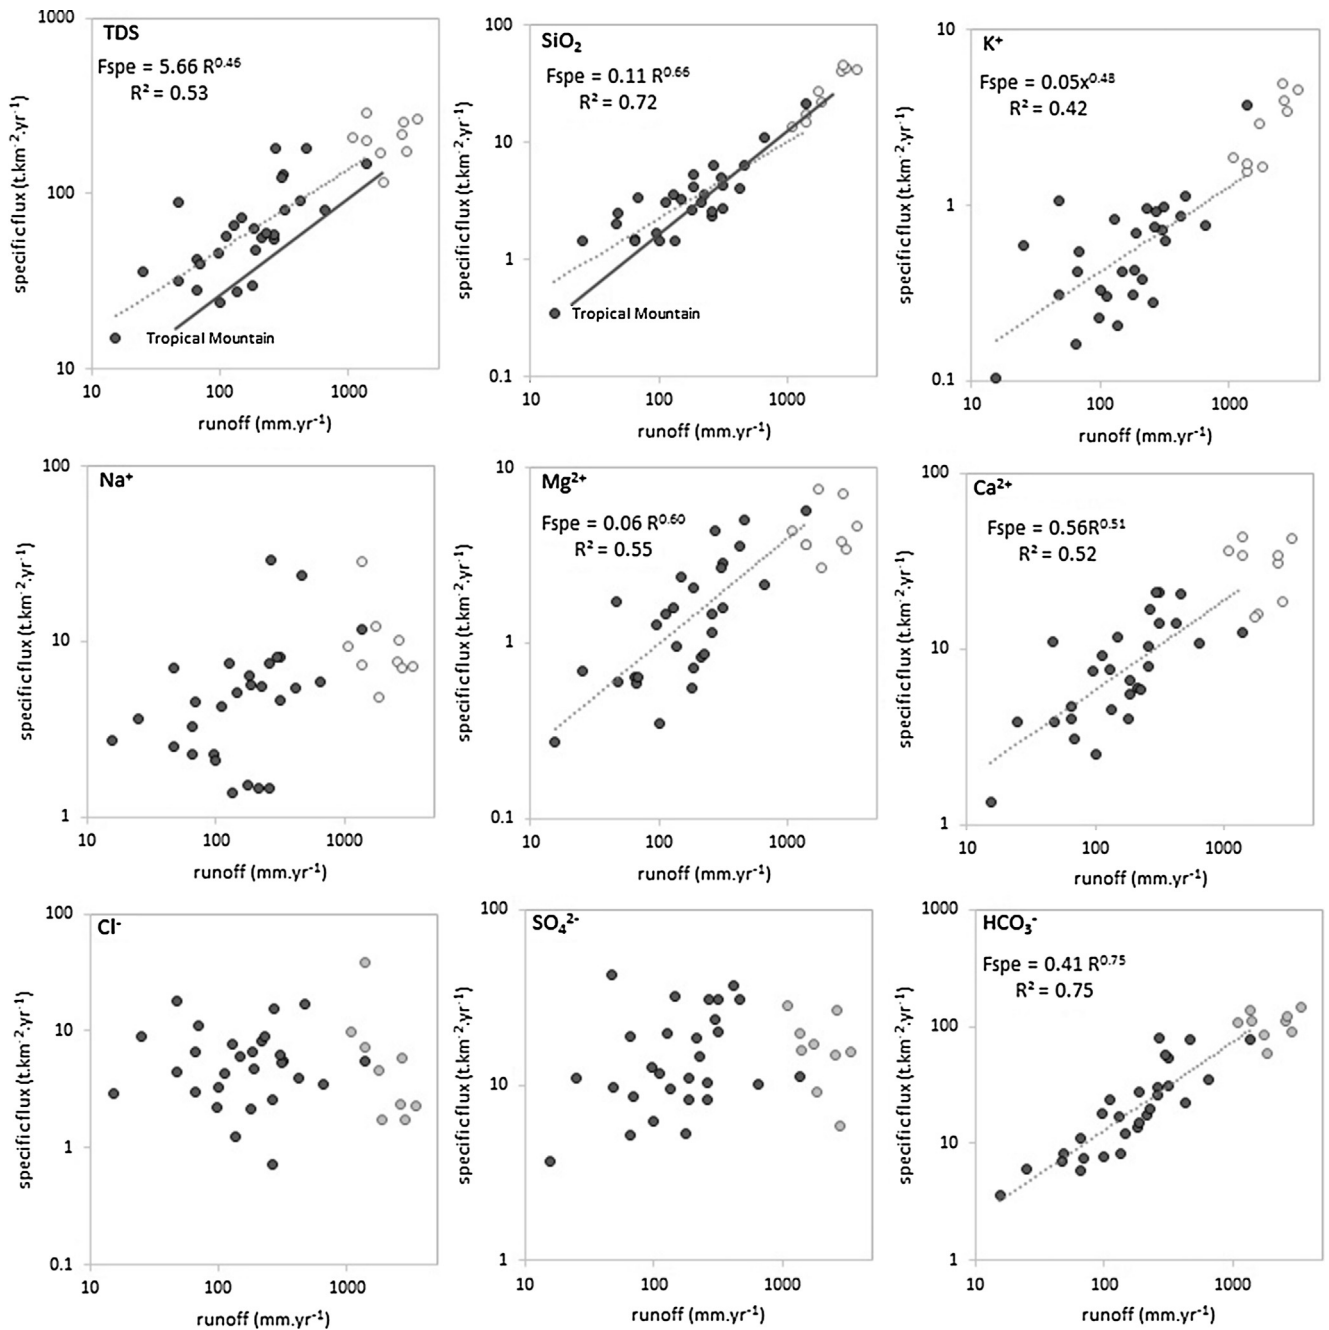 TDS
Fspe = 5.66 R^0.46
R² = 0.53
Tropical Mountain
1000
100
10
10 100 1000
specific flux (t.km⁻².yr⁻¹)
runoff (mm.yr⁻¹)
SiO₂
Fspe = 0.11 R^0.66
R² = 0.72
Tropical Mountain
100
10
1
0.1
10 100 1000
specific flux (t.km⁻².yr⁻¹)
runoff (mm.yr⁻¹)
K⁺
Fspe = 0.05x^0.48
R² = 0.42
10
1
0.1
10 100 1000
specific flux (t.km⁻².yr⁻¹)
runoff (mm.yr⁻¹)
Na⁺
100
10
1
10 100 1000
specific flux (t.km⁻².yr⁻¹)
runoff (mm.yr⁻¹)
Mg²⁺
Fspe = 0.06 R^0.60
R² = 0.55
10
1
0.1
10 100 1000
specific flux (t.km⁻².yr⁻¹)
runoff (mm.yr⁻¹)
Ca²⁺
Fspe = 0.56R^0.51
R² = 0.52
100
10
1
10 100 1000
specific flux (t.km⁻².yr⁻¹)
runoff (mm.yr⁻¹)
Cl⁻
100
10
1
0.1
10 100 1000
specific flux (t.km⁻².yr⁻¹)
runoff (mm.yr⁻¹)
SO₄²⁻
100
10
1
10 100 1000
specific flux (t.km⁻².yr⁻¹)
runoff (mm.yr⁻¹)
HCO₃⁻
Fspe = 0.41 R^0.75
R² = 0.75
1000
100
10
1
10 100 1000
specific flux (t.km⁻².yr⁻¹)
runoff (mm.yr⁻¹)